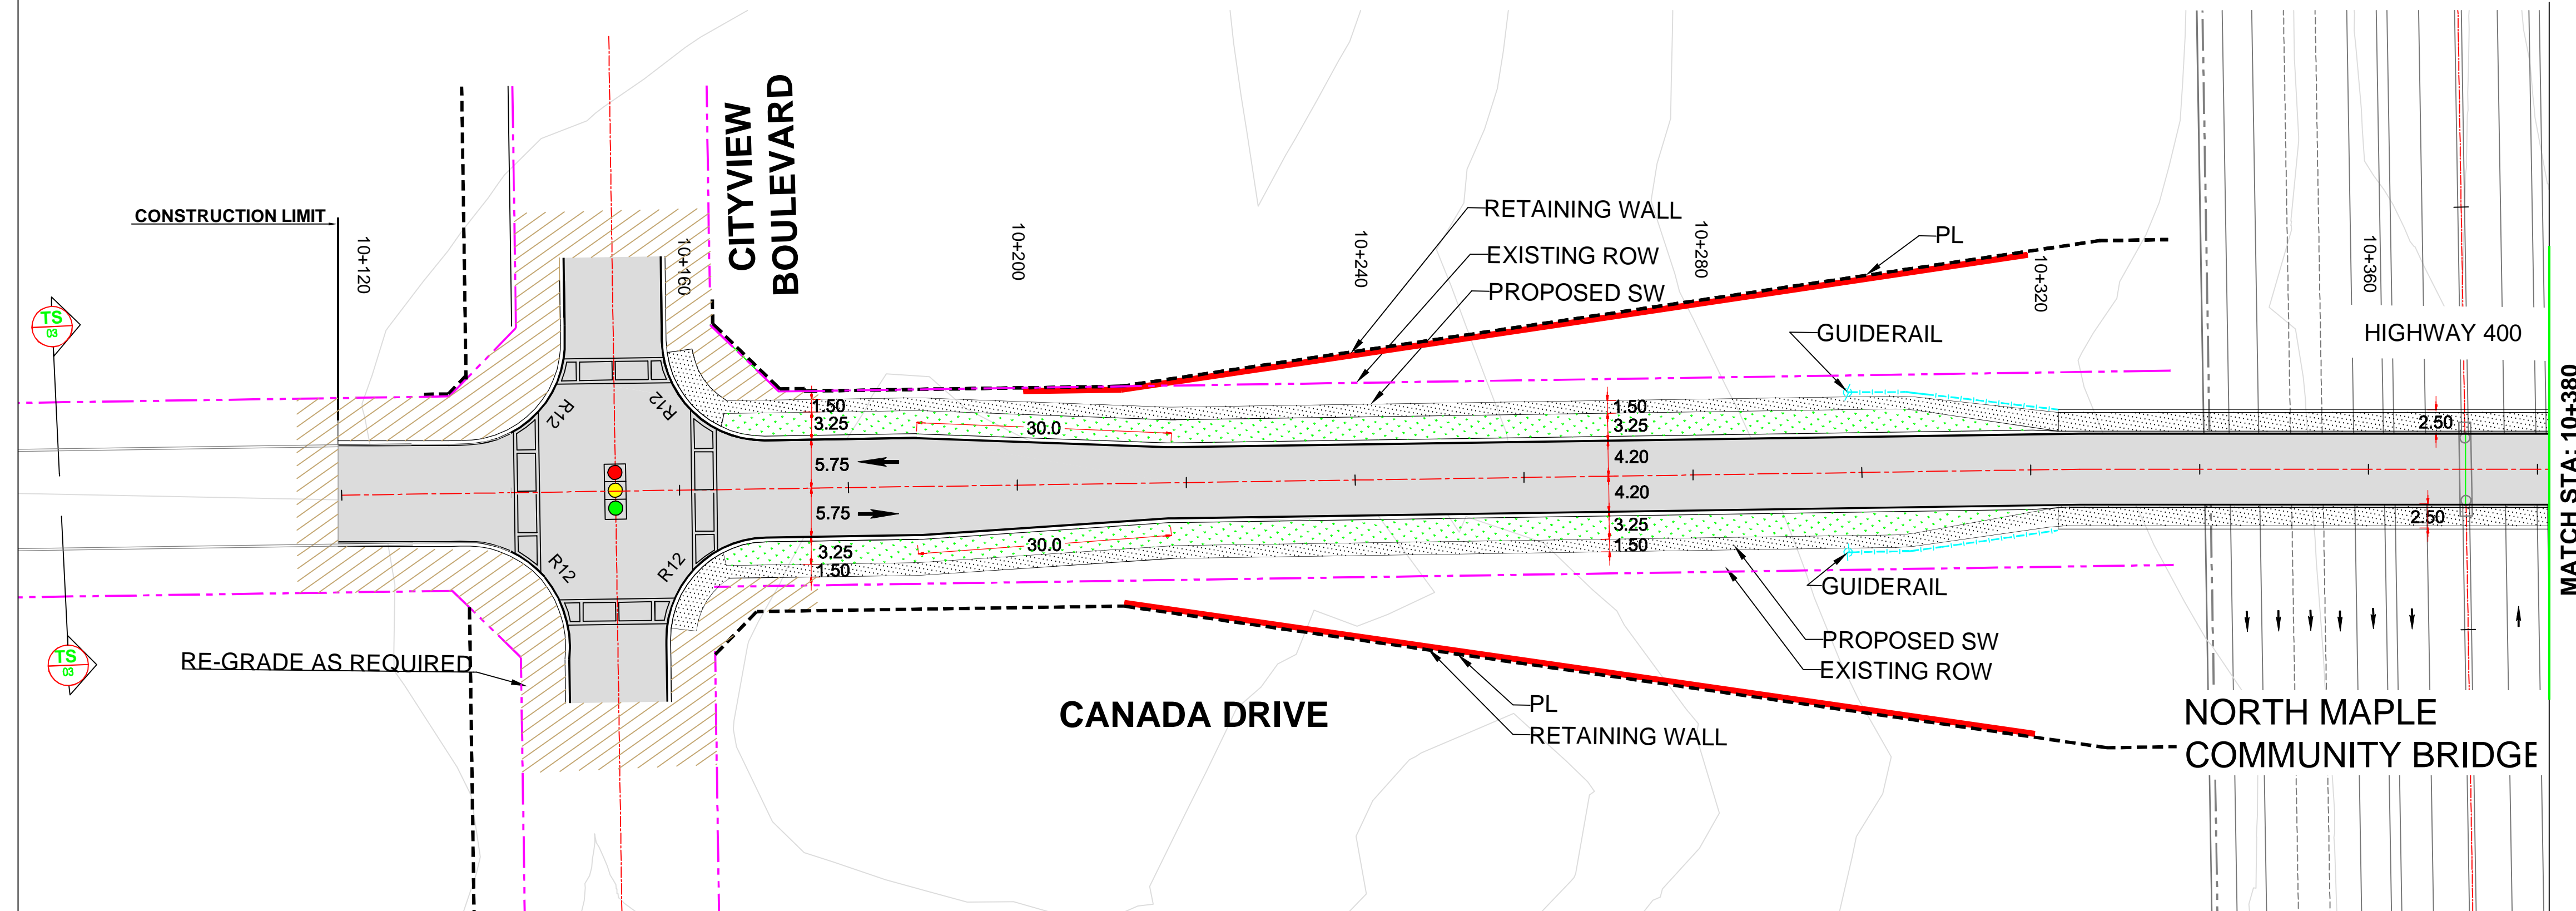 CITYVIEW
BOULEVARD
CONSTRUCTION LIMIT
10+120
10+160
10+200
10+240
10+280
10+320
10+360
RETAINING WALL
EXISTING ROW
PROPOSED SW
PL
GUIDERAIL
HIGHWAY 400
MATCH STA: 10+380
TS
03
R12
R12
1.50
3.25
30.0
1.50
3.25
2.50
5.75
4.20
5.75
4.20
R12
R12
3.25
1.50
30.0
3.25
1.50
2.50
GUIDERAIL
PROPOSED SW
EXISTING ROW
TS
03
RE-GRADE AS REQUIRED
CANADA DRIVE
PL
RETAINING WALL
NORTH MAPLE
COMMUNITY BRIDGE